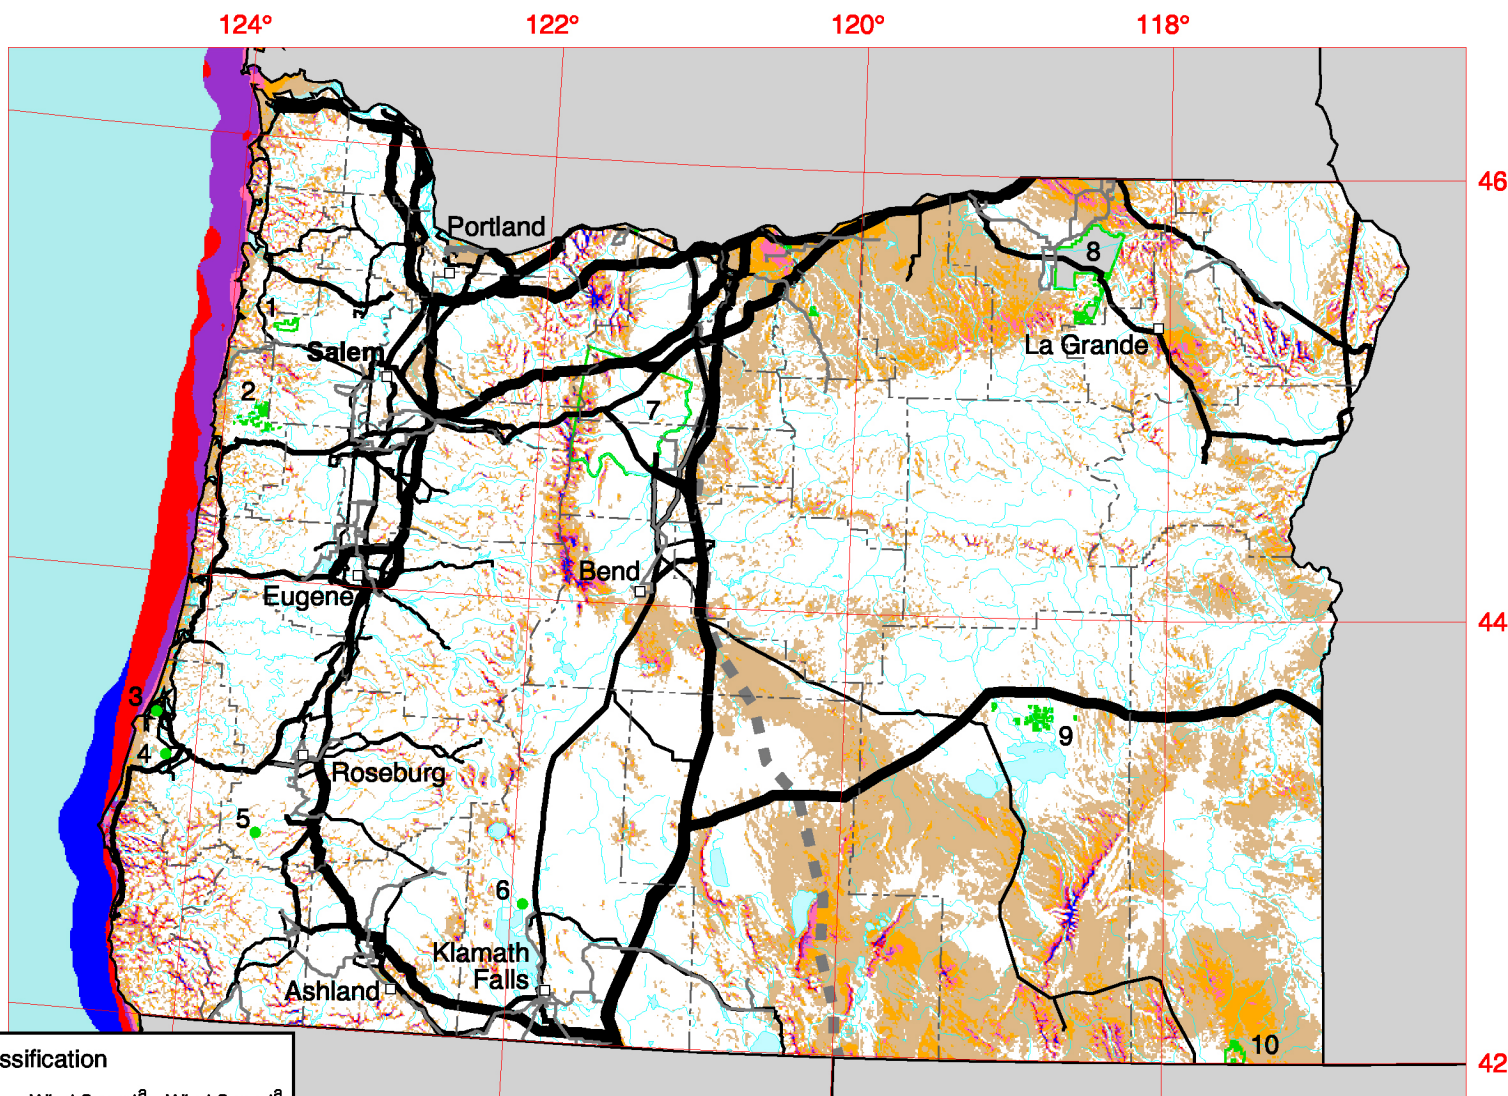 124° 122° 120° 118°
46
Portland
8
1
La Grande
Salem
2
7
Bend
Eugene
44
3
9
4
Roseburg
5
6
Klamath
Falls
Ashland
10
42
ssification